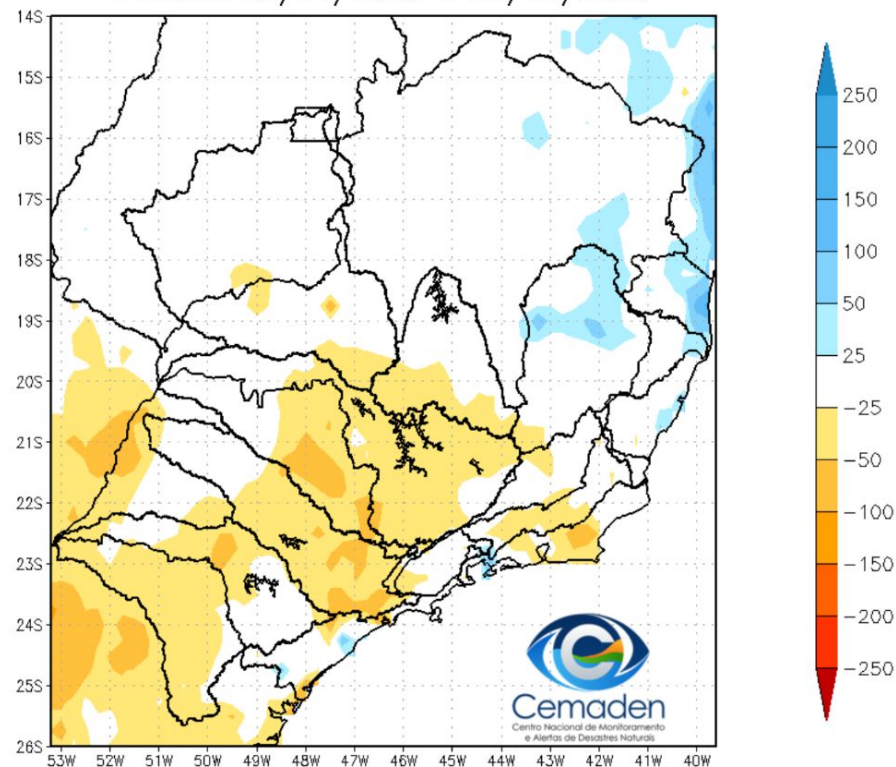 14S
15S
16S
17S
18S
19S
20S
21S
22S
23S
24S
25S
26S
53W 52W 51W 50W 49W 48W 47W 46W 45W 44W 43W 42W 41W 40W
250
200
150
100
50
25
−25
−50
−100
−150
−200
−250
Cemaden
Centro Nacional de Monitoramento
e Alertas de Desastres Naturais